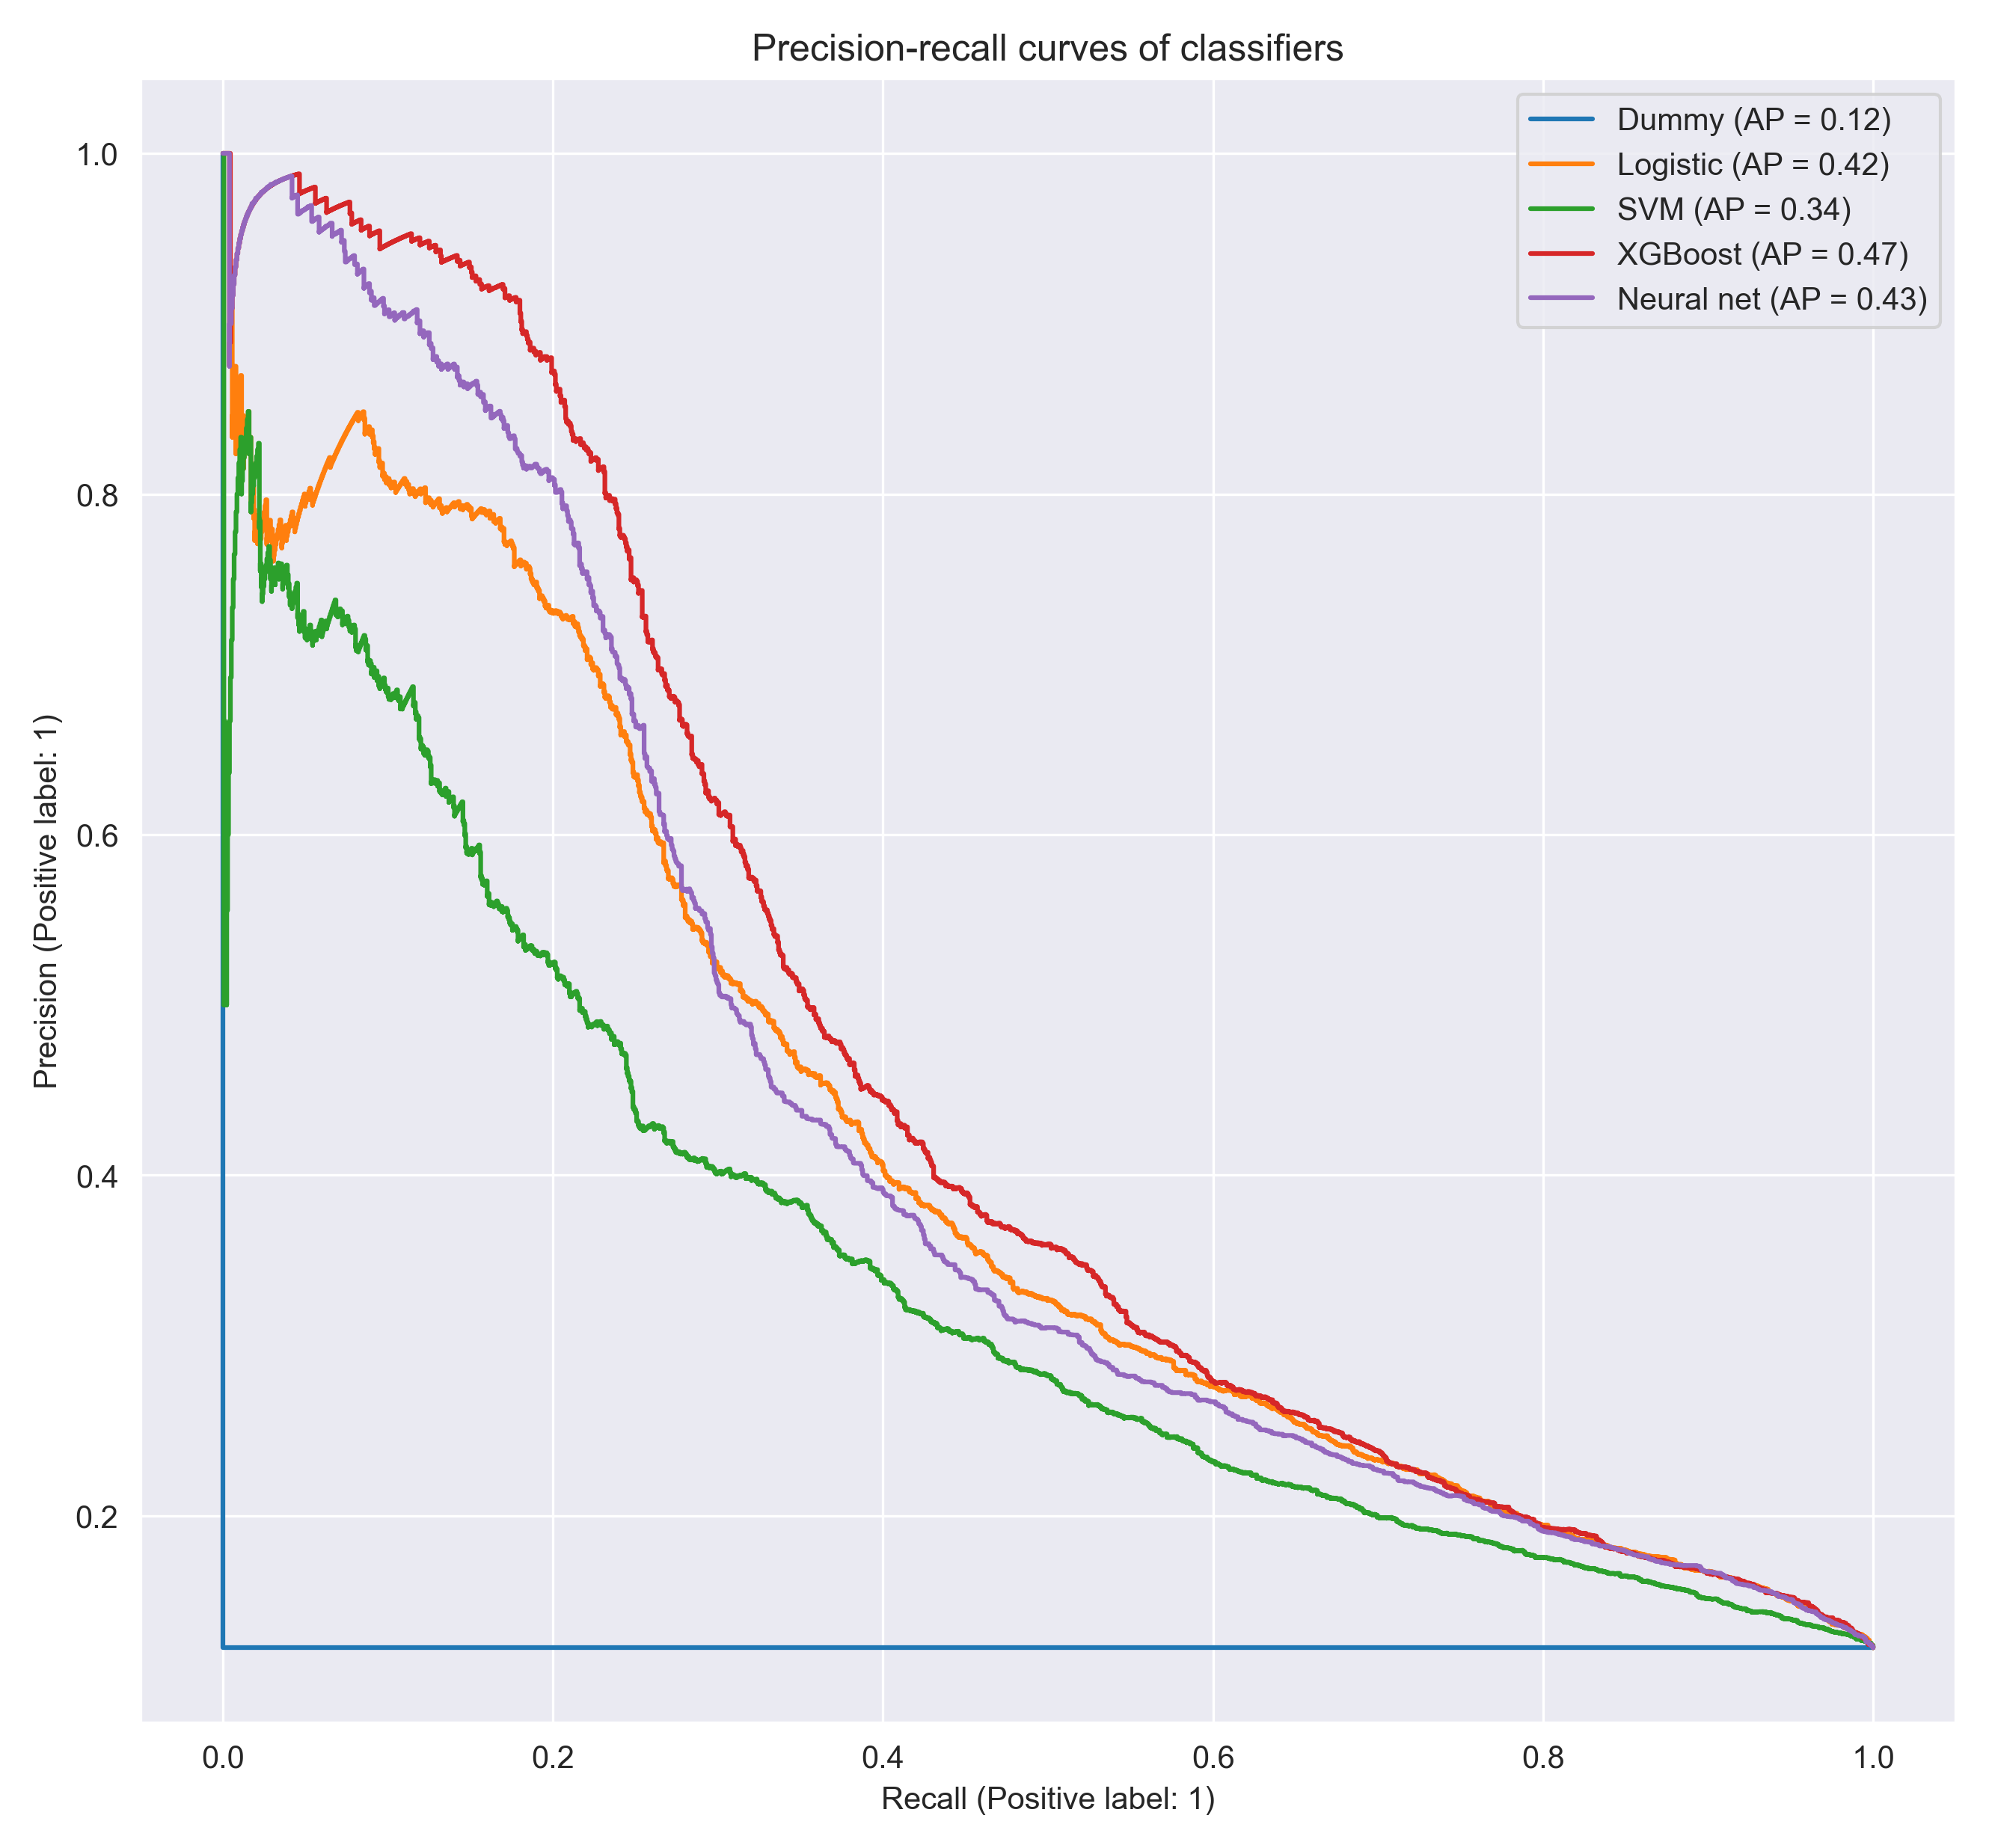 Precision-recall curves of classifiers
Dummy (AP = 0.12)
Logistic (AP = 0.42)
SVM (AP = 0.34)
XGBoost (AP = 0.47)
Neural net (AP = 0.43)
Precision (Positive label: 1)
1.0
0.8
0.6
0.4
0.2
0.0 0.2 0.4 0.6 0.8 1.0
Recall (Positive label: 1)